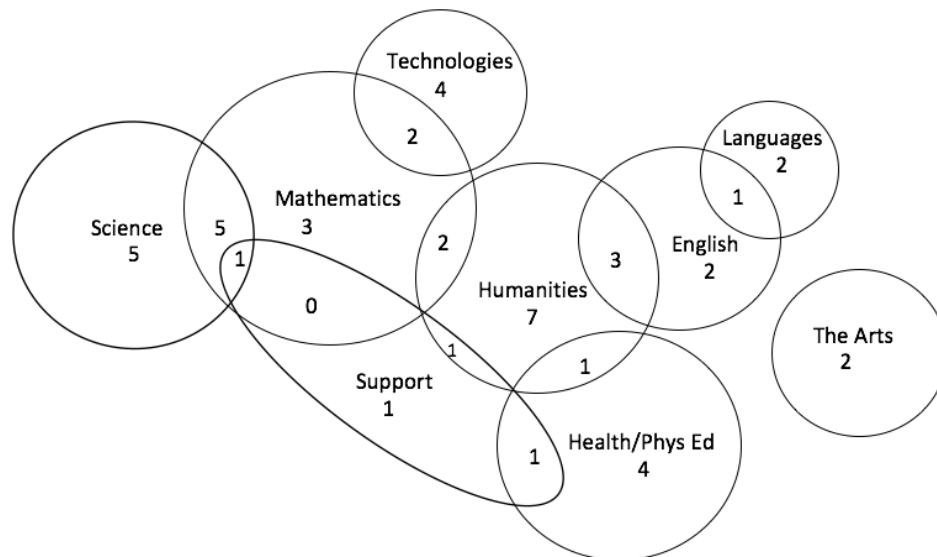 Technologies
4
2
Languages
2
1
Mathematics
3
Science
5
5
1
2
3
English
2
0
Humanities
7
The Arts
2
1
1
Support
1
Health/Phys Ed
4
1